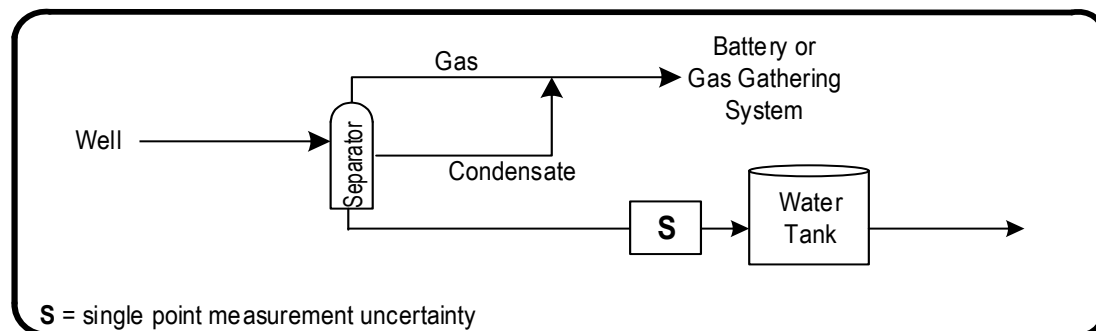 Gas
Battery or
Gas Gathering
System
Well
Separator
Condensate
S
Water
Tank
S = single point measurement uncertainty